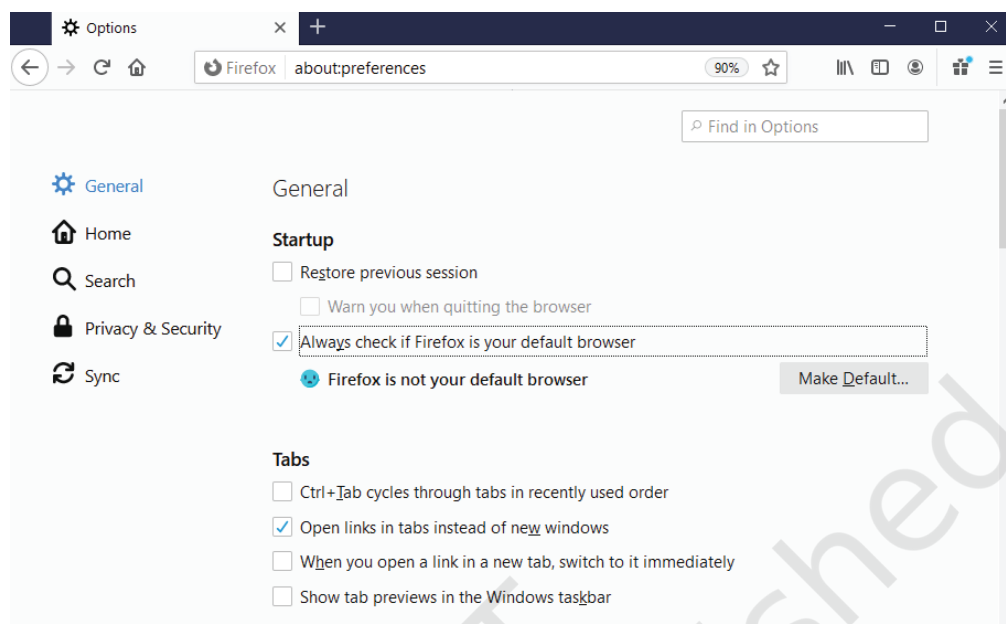 Options
Firefox about:preferences 90%
Find in Options
General
Home
Search
Privacy & Security
Sync
General
Startup
Restore previous session
Warn you when quitting the browser
Always check if Firefox is your default browser
Firefox is not your default browser
Make Default...
Tabs
Ctrl+Tab cycles through tabs in recently used order
Open links in tabs instead of new windows
When you open a link in a new tab, switch to it immediately
Show tab previews in the Windows taskbar